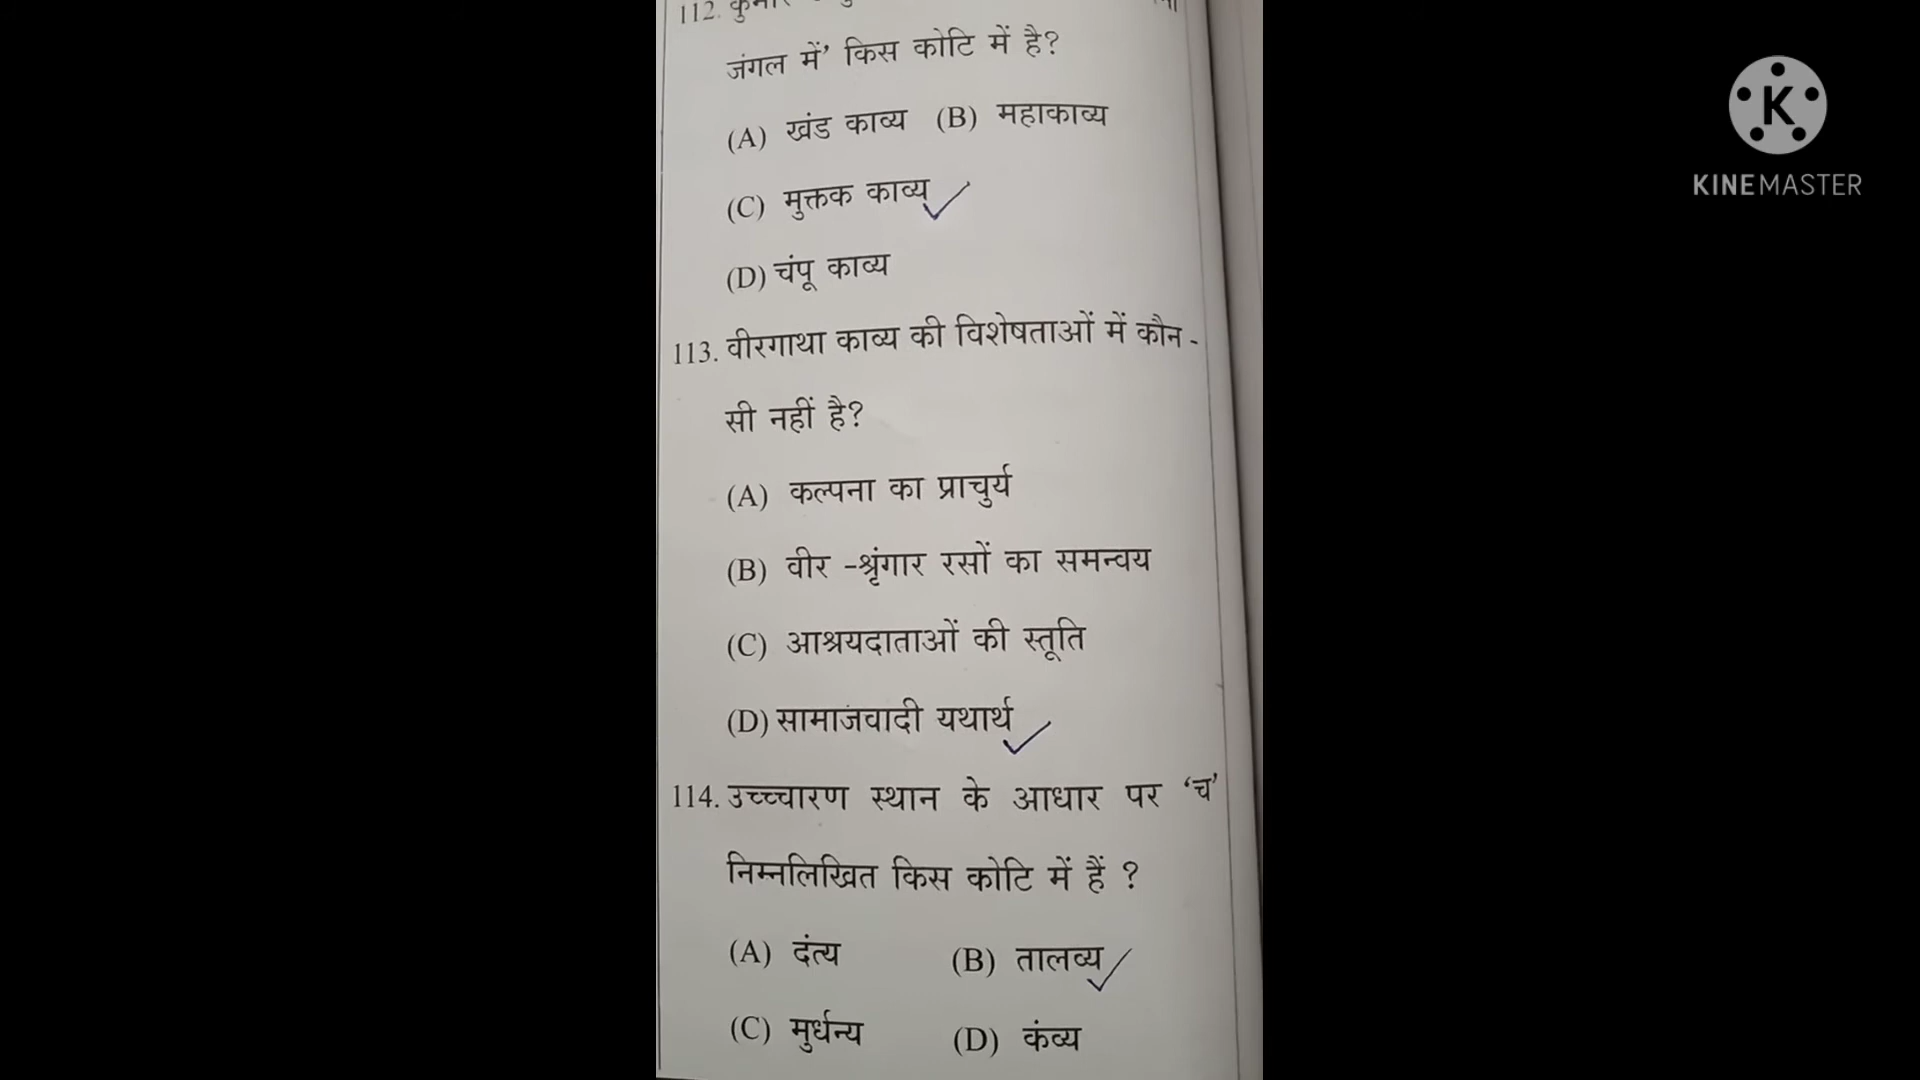 112. कुमार
जंगल में' किस कोटि में है?
(A) खंड काव्य (B) महाकाव्य
(C) मुक्तक काव्य
(D) चंपू काव्य
113. वीरगाथा काव्य की विशेषताओं में कौन -
सी नहीं है?
(A) कल्पना का प्राचुर्य
(B) वीर -श्रृंगार रसों का समन्वय
(C) आश्रयदाताओं की स्तूति
(D) सामाजवादी यथार्थ
114. उच्च्चारण स्थान के आधार पर 'च'
निम्नलिखित किस कोटि में हैं ?
(A) दंत्य (B) तालव्य
(C) मुर्धन्य (D) कंव्य
K
KINEMASTER